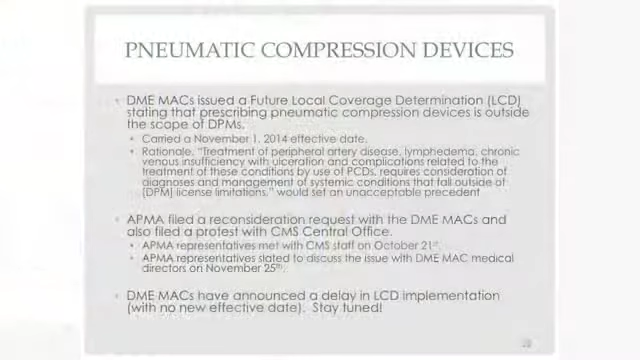 PNEUMATIC COMPRESSION DEVICES
• DME MACs issued a Future Local Coverage Determination (LCD)
stating that prescribing pneumatic compression devices is outside
the scope of DPMs.
• Carried a November 1, 2014 effective date.
• Rationale, “Treatment of peripheral artery disease, lymphedema, chronic
venous insufficiency with ulceration and complications related to the
treatment of these conditions by use of PCDs, requires consideration of
diagnoses and management of systemic conditions that fall outside of
[DPM] license limitations,” would set an unacceptable precedent
• APMA filed a reconsideration request with the DME MACs and
also filed a protest with CMS Central Office.
• APMA representatives met with CMS staff on October 21st.
• APMA representatives slated to discuss the issue with DME MAC medical
directors on November 25th.
• DME MACs have announced a delay in LCD implementation
(with no new effective date). Stay tuned!